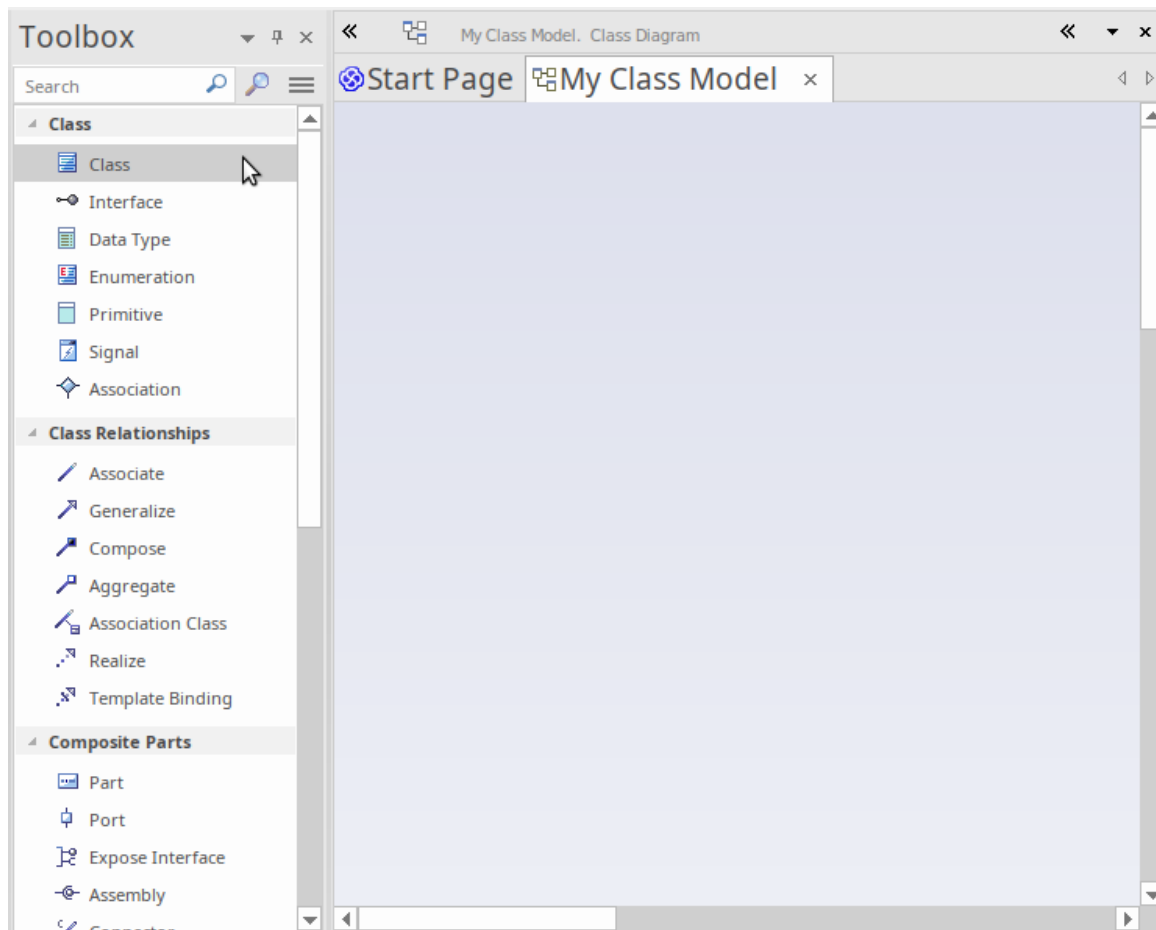 Toolbox
Search
Class
Class
Interface
Data Type
Enumeration
Primitive
Signal
Association
Class Relationships
Associate
Generalize
Compose
Aggregate
Association Class
Realize
Template Binding
Composite Parts
Part
Port
Expose Interface
Assembly
My Class Model. Class Diagram
Start Page My Class Model